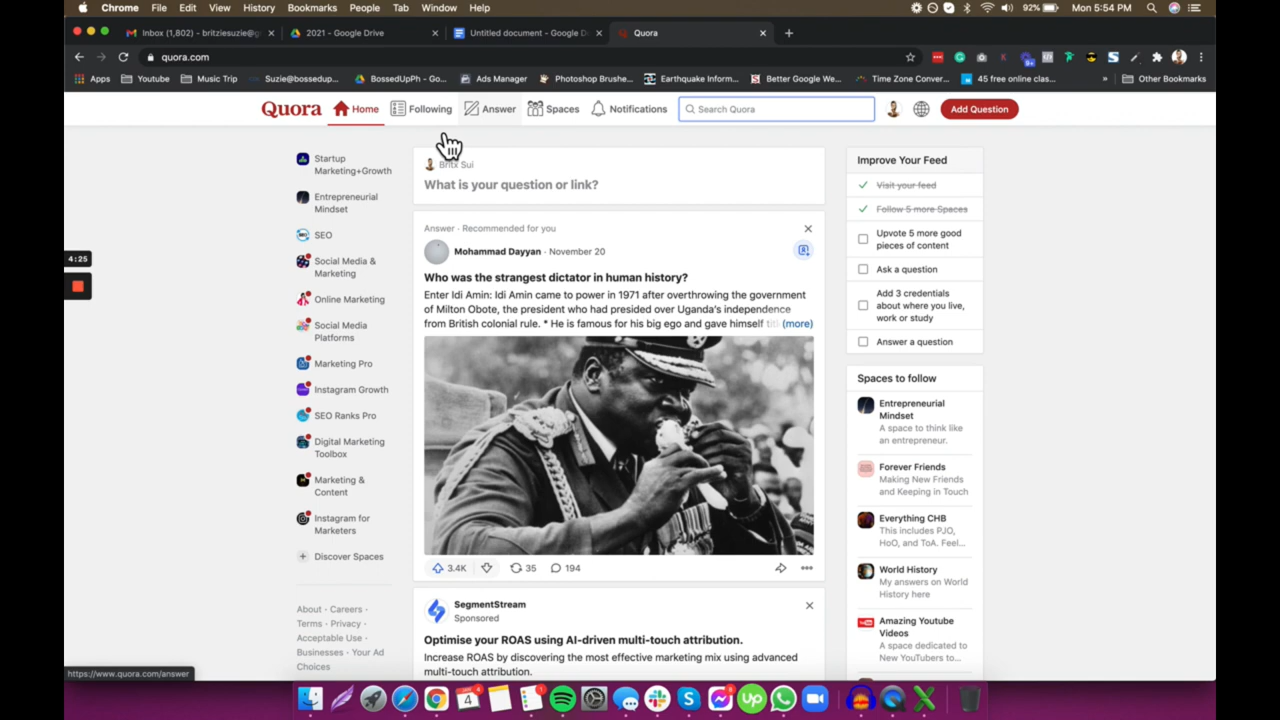 Chrome File Edit View History Bookmarks People Tab Window Help
92% Mon 5:54 PM
Inbox (1,802) - britziesuzie@g
2021 - Google Drive
Untitled document - Google D
Quora
quora.com
Apps
Youtube
Music Trip
Suzie@bossedup...
BossedUpPh - Go...
Ads Manager
Photoshop Brushe...
Earthquake Inform...
Better Google We...
Time Zone Conver...
45 free online clas...
»
Other Bookmarks
Quora
Home
Following
Answer
Spaces
Notifications
Search Quora
Add Question
4:25
Startup
Marketing+Growth
Entrepreneurial
Mindset
SEO
Social Media &
Marketing
Online Marketing
Social Media
Platforms
Marketing Pro
Instagram Growth
SEO Ranks Pro
Digital Marketing
Toolbox
Marketing &
Content
Instagram for
Marketers
+ Discover Spaces
About · Careers ·
Terms · Privacy ·
Acceptable Use ·
Businesses · Your Ad
Choices
https://www.quora.com/answer
Britx Sui
What is your question or link?
Answer · Recommended for you
Mohammad Dayyan · November 20
Who was the strangest dictator in human history?
Enter Idi Amin: Idi Amin came to power in 1971 after overthrowing the government
of Milton Obote, the president who had presided over Uganda's independence
from British colonial rule. * He is famous for his big ego and gave himself titl (more)
3.4K
35
194
SegmentStream
Sponsored
Optimise your ROAS using AI-driven multi-touch attribution.
Increase ROAS by discovering the most effective marketing mix using advanced
multi-touch attribution.
Improve Your Feed
Visit your feed
Follow 5 more Spaces
Upvote 5 more good
pieces of content
Ask a question
Add 3 credentials
about where you live,
work or study
Answer a question
Spaces to follow
Entrepreneurial
Mindset
A space to think like
an entrepreneur.
Forever Friends
Making New Friends
and Keeping in Touch
Everything CHB
This includes PJO,
HoO, and ToA. Feel...
World History
My answers on World
History here
Amazing Youtube
Videos
A space dedicated to
New YouTubers to...